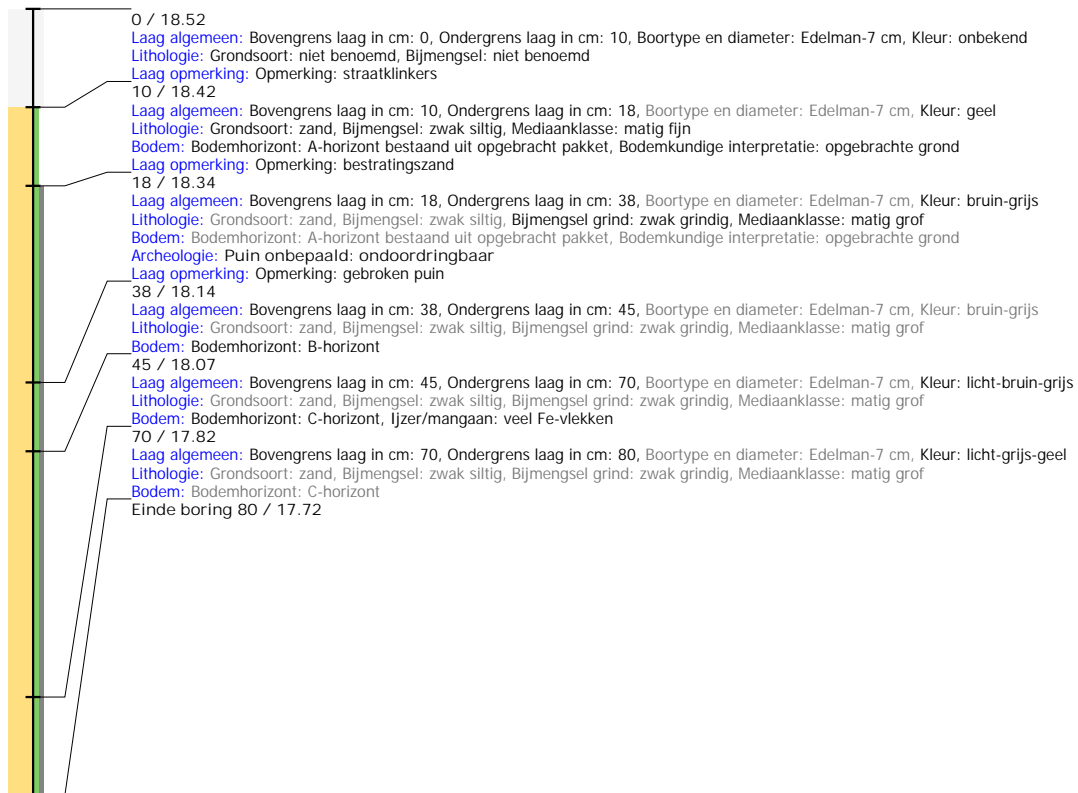 0 / 18.52
Laag algemeen: Bovengrens laag in cm: 0, Ondergrens laag in cm: 10, Boortype en diameter: Edelman-7 cm, Kleur: onbekend
Lithologie: Grondsoort: niet benoemd, Bijmengsel: niet benoemd
Laag opmerking: Opmerking: straatklinkers
10 / 18.42
Laag algemeen: Bovengrens laag in cm: 10, Ondergrens laag in cm: 18, Boortype en diameter: Edelman-7 cm, Kleur: geel
Lithologie: Grondsoort: zand, Bijmengsel: zwak siltig, Mediaanklasse: matig fijn
Bodem: Bodemhorizont: A-horizont bestaand uit opgebracht pakket, Bodemkundige interpretatie: opgebrachte grond
Laag opmerking: Opmerking: bestratingszand
18 / 18.34
Laag algemeen: Bovengrens laag in cm: 18, Ondergrens laag in cm: 38, Boortype en diameter: Edelman-7 cm, Kleur: bruin-grijs
Lithologie: Grondsoort: zand, Bijmengsel: zwak siltig, Bijmengsel grind: zwak grindig, Mediaanklasse: matig grof
Bodem: Bodemhorizont: A-horizont bestaand uit opgebracht pakket, Bodemkundige interpretatie: opgebrachte grond
Archeologie: Puin onbepaald: ondoordringbaar
Laag opmerking: Opmerking: gebroken puin
38 / 18.14
Laag algemeen: Bovengrens laag in cm: 38, Ondergrens laag in cm: 45, Boortype en diameter: Edelman-7 cm, Kleur: bruin-grijs
Lithologie: Grondsoort: zand, Bijmengsel: zwak siltig, Bijmengsel grind: zwak grindig, Mediaanklasse: matig grof
Bodem: Bodemhorizont: B-horizont
45 / 18.07
Laag algemeen: Bovengrens laag in cm: 45, Ondergrens laag in cm: 70, Boortype en diameter: Edelman-7 cm, Kleur: licht-bruin-grijs
Lithologie: Grondsoort: zand, Bijmengsel: zwak siltig, Bijmengsel grind: zwak grindig, Mediaanklasse: matig grof
Bodem: Bodemhorizont: C-horizont, Ijzer/mangaan: veel Fe-vlekken
70 / 17.82
Laag algemeen: Bovengrens laag in cm: 70, Ondergrens laag in cm: 80, Boortype en diameter: Edelman-7 cm, Kleur: licht-grijs-geel
Lithologie: Grondsoort: zand, Bijmengsel: zwak siltig, Bijmengsel grind: zwak grindig, Mediaanklasse: matig grof
Bodem: Bodemhorizont: C-horizont
Einde boring 80 / 17.72